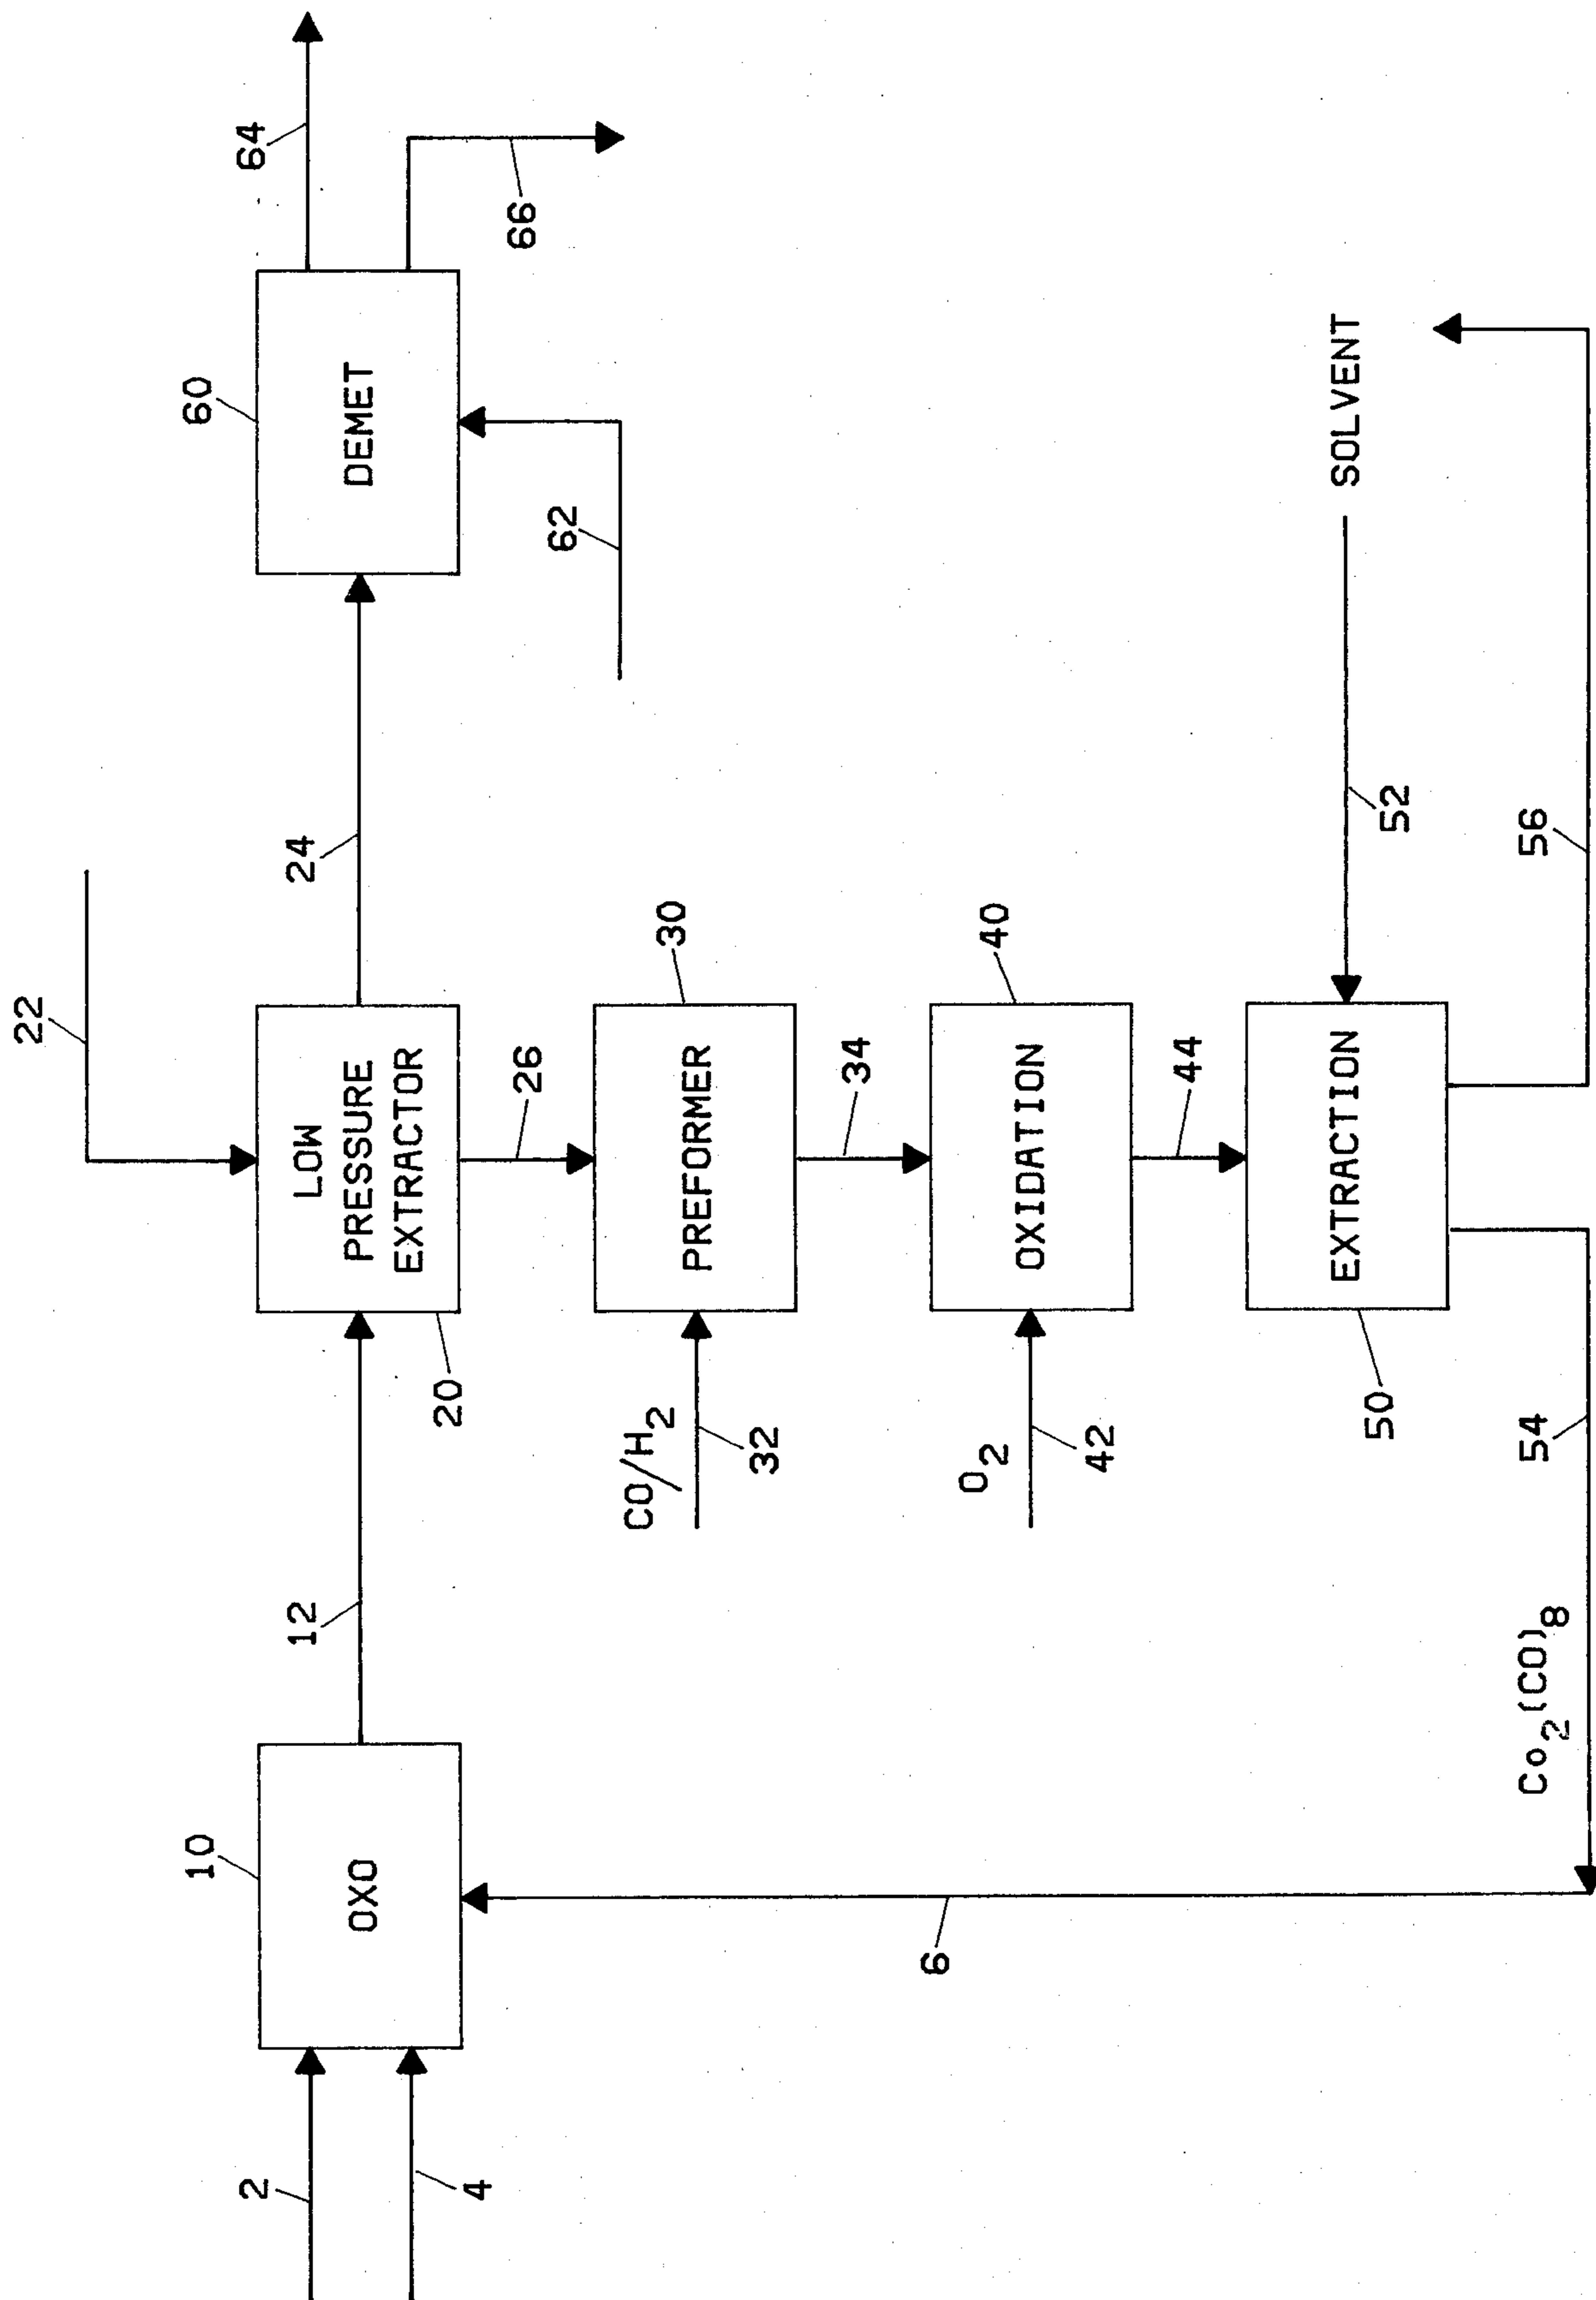 2
4
10
OXO
6
12
20
LOW
PRESSURE
EXTRACTOR
22
24
26
60
DEMET
62
64
66
CO/H2
32
PREFORMER
30
34
O2
42
OXIDATION
40
44
50
EXTRACTION
52
SOLVENT
Co2(CO)8
54
56